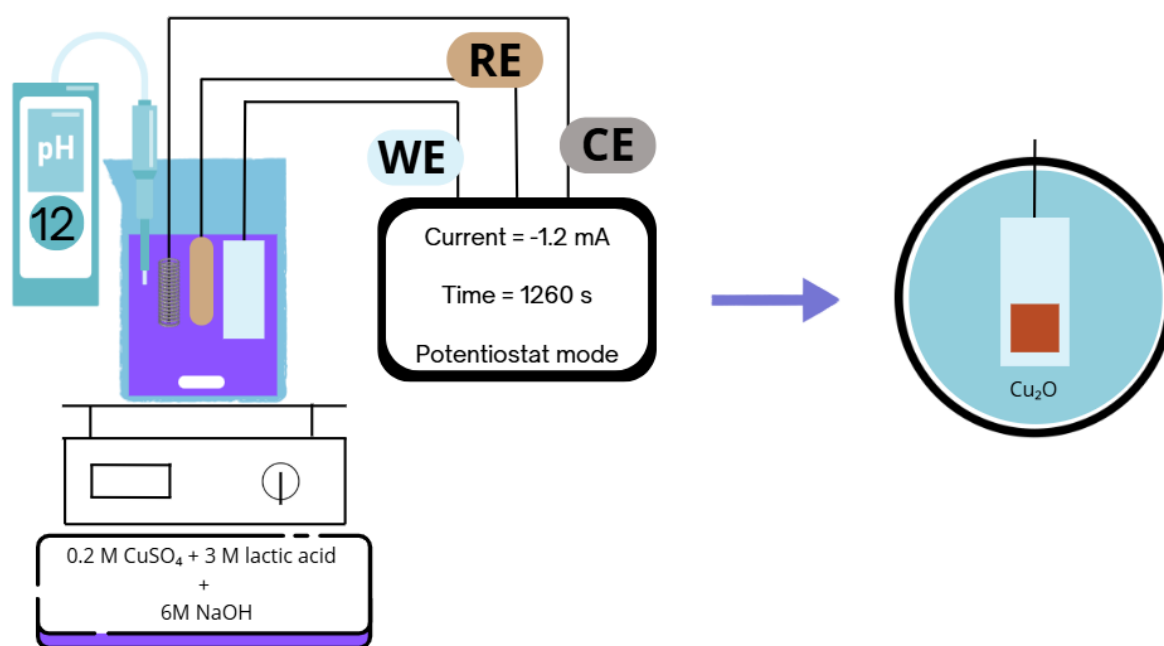 pH
12
RE
WE
CE
Current = -1.2 mA
Time = 1260 s
Potentiostat mode
Cu₂O
0.2 M CuSO₄ + 3 M lactic acid
+
6M NaOH